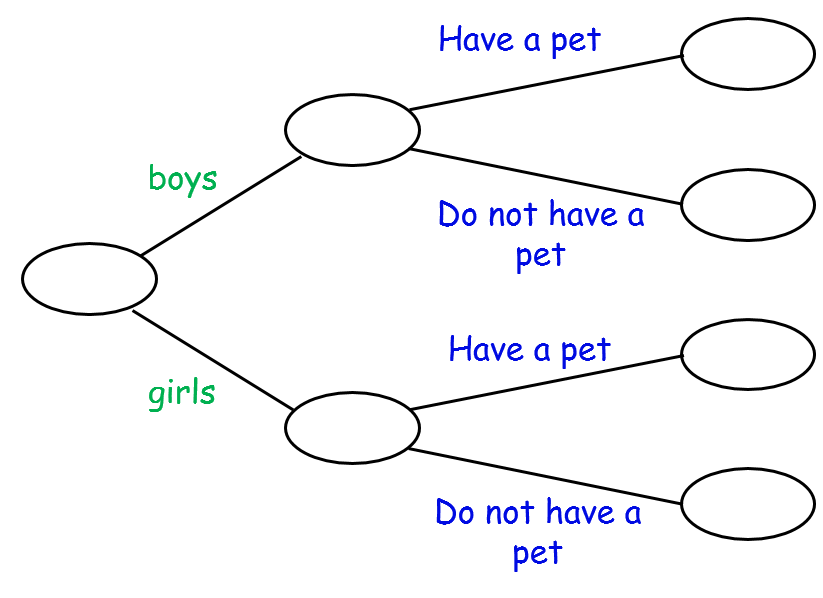 Have a pet
boys
Do not have a
pet
Have a pet
girls
Do not have a
pet